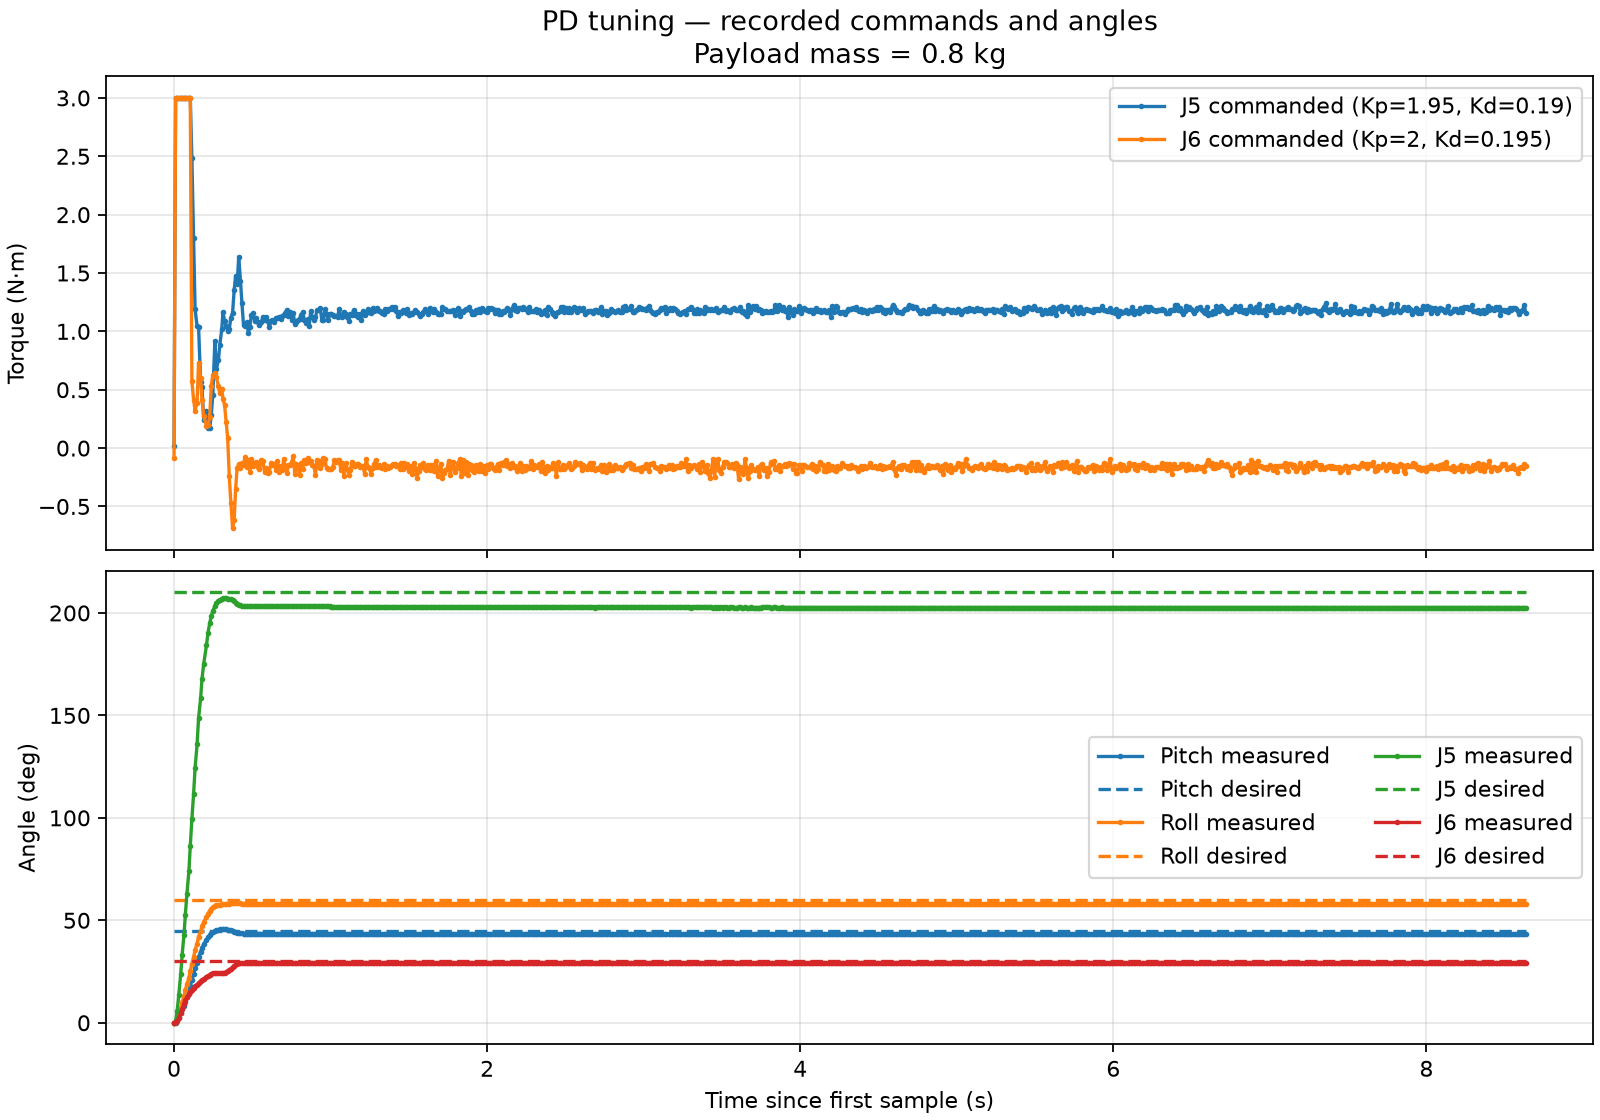 PD tuning — recorded commands and angles
Payload mass = 0.8 kg
3.0
2.5
2.0
1.5
1.0
0.5
0.0
−0.5
Torque (N·m)
J5 commanded (Kp=1.95, Kd=0.19)
J6 commanded (Kp=2, Kd=0.195)
200
150
100
50
0
Angle (deg)
Pitch measured
Pitch desired
Roll measured
Roll desired
J5 measured
J5 desired
J6 measured
J6 desired
0 2 4 6 8
Time since first sample (s)